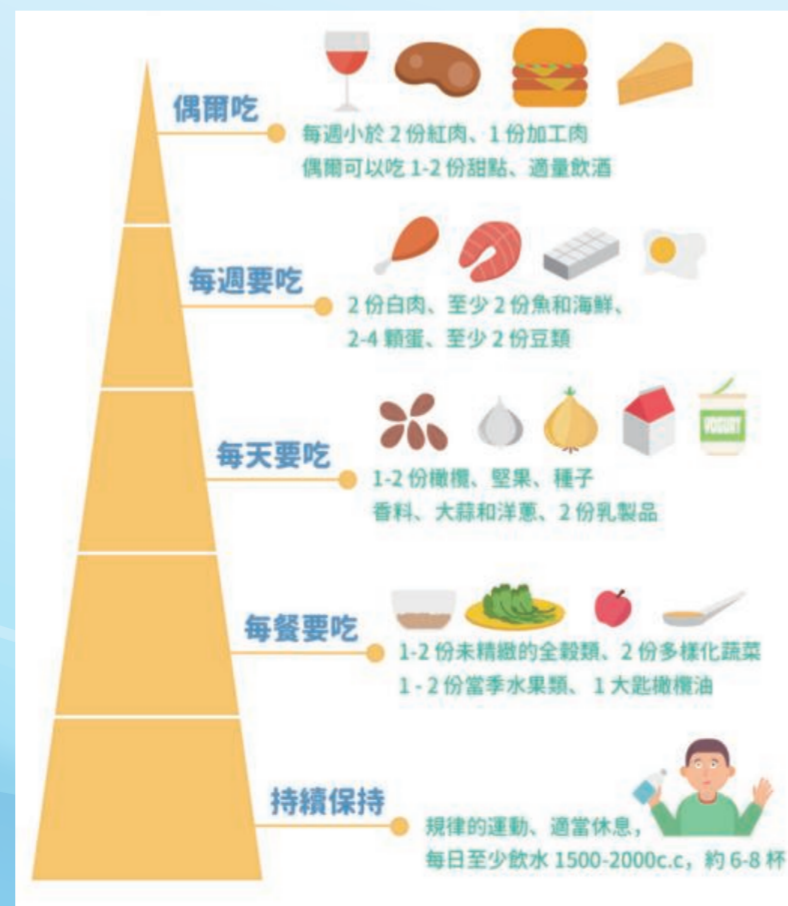 偶爾吃
每週小於 2 份紅肉、1 份加工肉
偶爾可以吃 1-2 份甜點、適量飲酒
每週要吃
2 份白肉、至少 2 份魚和海鮮、
2-4 顆蛋、至少 2 份豆類
每天要吃
YOGURT
1-2 份橄欖、堅果、種子
香料、大蒜和洋蔥、2 份乳製品
每餐要吃
1-2 份未精緻的全穀類、2 份多樣化蔬菜
1 - 2 份當季水果類、1 大匙橄欖油
持續保持
規律的運動、適當休息，
每日至少飲水 1500-2000c.c，約 6-8 杯